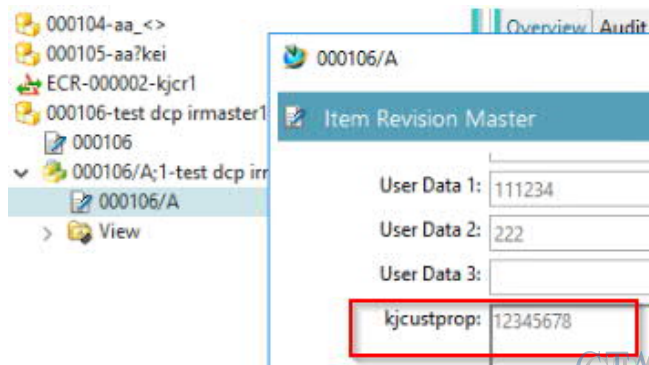 000104-aa_<>
000105-aa?kei
ECR-000002-kjcr1
000106-test dcp irmaster1
000106
000106/A;1-test dcp irr
000106/A
View
Overview Audit
000106/A
Item Revision Master
User Data 1: 111234
User Data 2: 222
User Data 3:
kjcustprop: 12345678